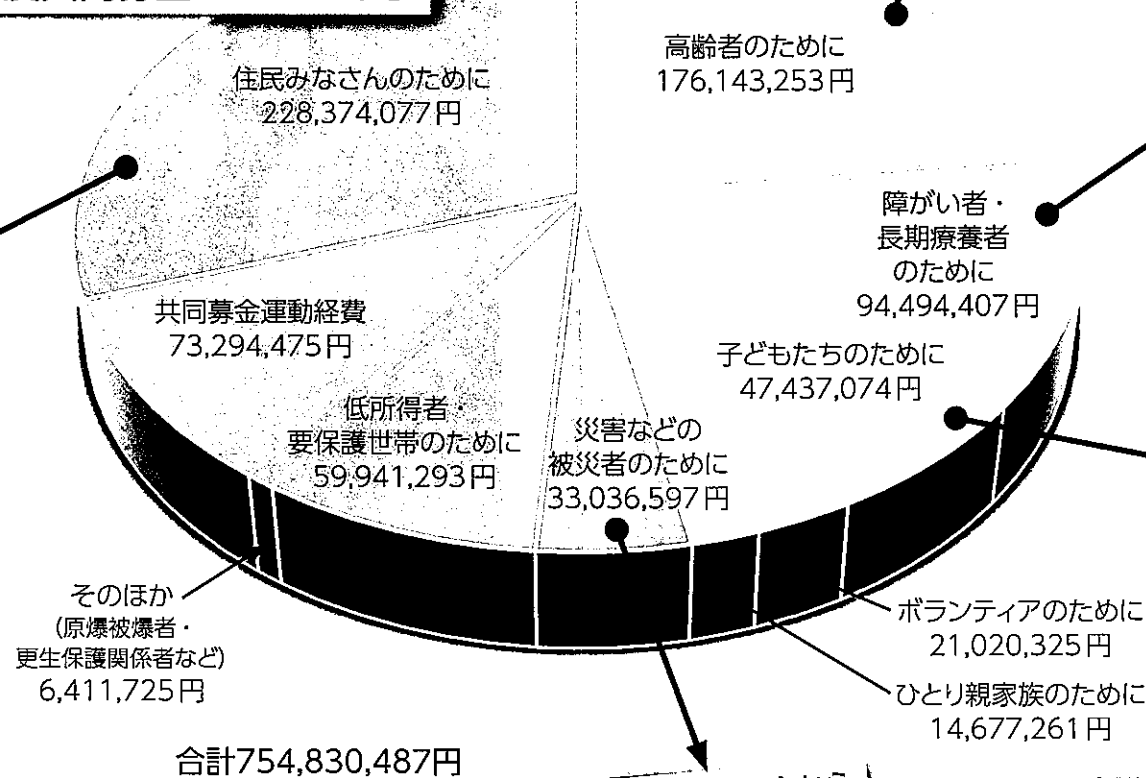 高齢者のために
176,143,253円
住民みなさんのために
228,374,077円
障がい者・
長期療養者
のために
94,494,407円
共同募金運動経費
73,294,475円
子どもたちのために
47,437,074円
低所得者・
要保護世帯のために
59,941,293円
災害などの
被災者のために
33,036,597円
そのほか
(原爆被爆者・
更生保護関係者など)
6,411,725円
ボランティアのために
21,020,325円
ひとり親家族のために
14,677,261円
合計754,830,487円